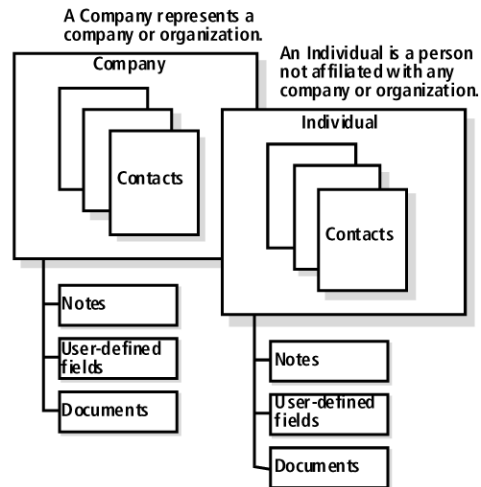 A Company represents a
company or organization.
An Individual is a person
not affiliated with any
company or organization.
Company
Contacts
Individual
Contacts
Notes
User-defined
fields
Documents
Notes
User-defined
fields
Documents